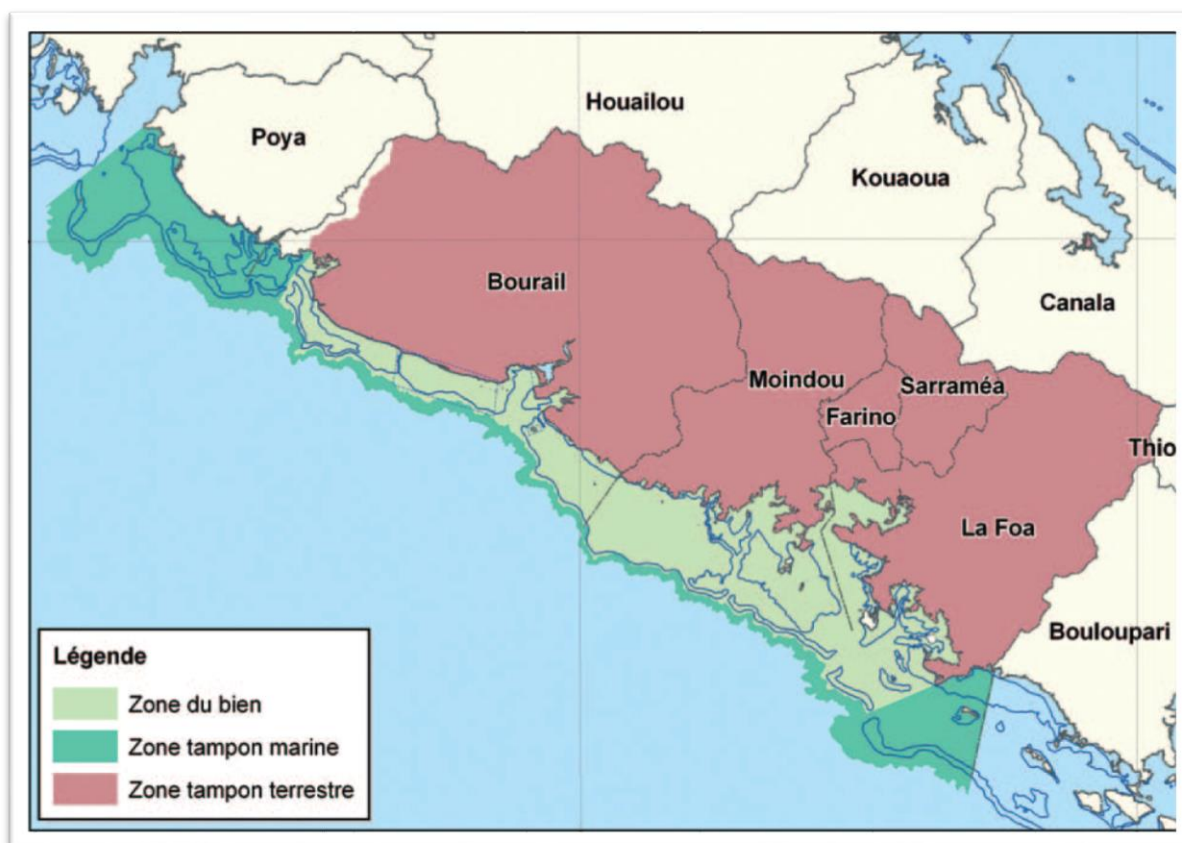 Houailou
Poya
Kouaoua
Bourail
Canala
Moindou
Sarraméa
Farino
Thio
La Foa
Bouloupari
Légende
Zone du bien
Zone tampon marine
Zone tampon terrestre